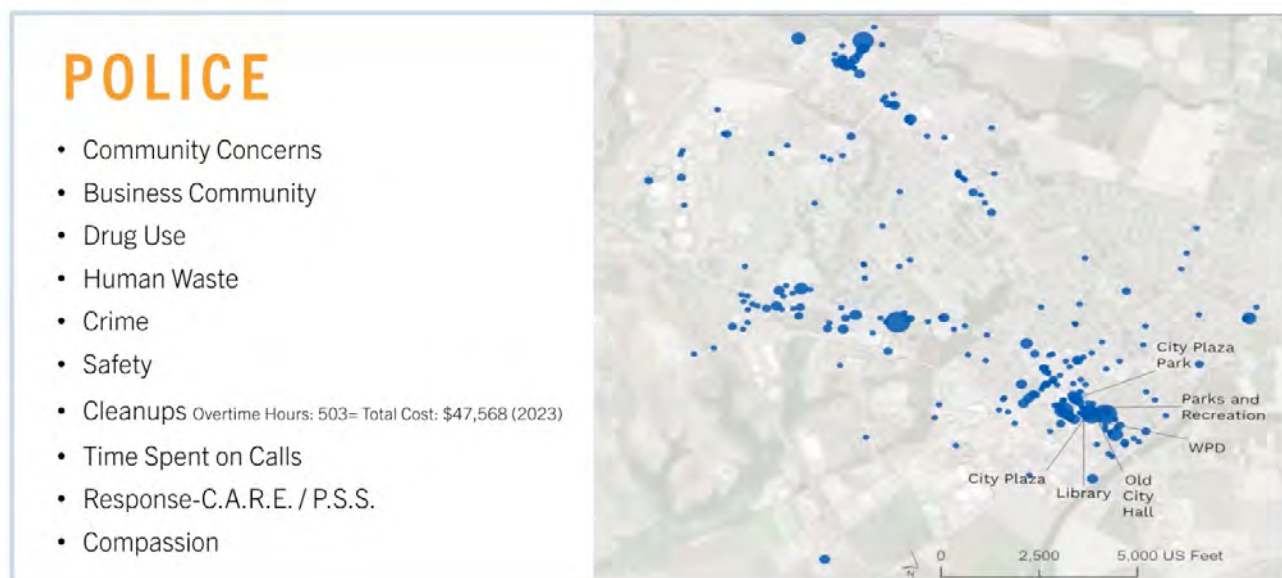 POLICE
• Community Concerns
• Business Community
• Drug Use
• Human Waste
• Crime
• Safety
• Cleanups Overtime Hours: 503= Total Cost: $47,568 (2023)
• Time Spent on Calls
• Response-C.A.R.E. / P.S.S.
• Compassion
City Plaza
Park
Parks and
Recreation
WPD
City Plaza
Library
Old
City
Hall
N
0 2,500 5,000 US Feet